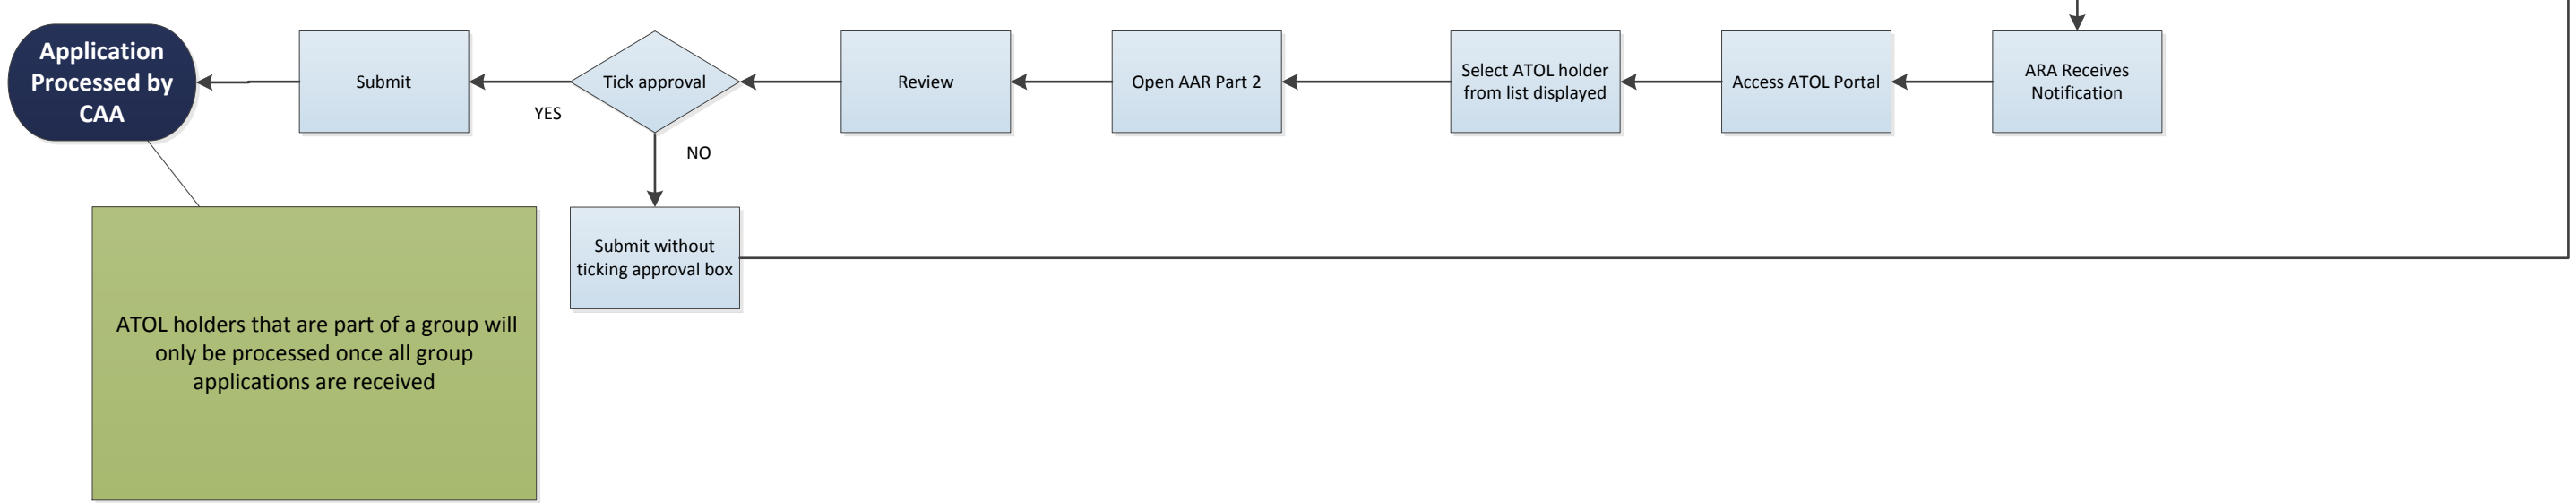 Application
Processed by
CAA
Submit
Tick approval
Review
Open AAR Part 2
Select ATOL holder
from list displayed
Access ATOL Portal
ARA Receives
Notification
YES
NO
Submit without
ticking approval box
ATOL holders that are part of a group will
only be processed once all group
applications are received